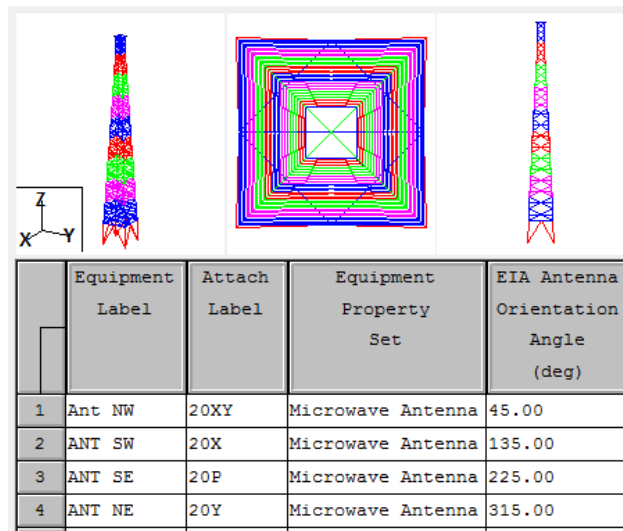 Z
X Y
Equipment Attach Equipment EIA Antenna
Label Label Property Orientation
Set Angle
(deg)
1 Ant NW 20XY Microwave Antenna 45.00
2 ANT SW 20X Microwave Antenna 135.00
3 ANT SE 20P Microwave Antenna 225.00
4 ANT NE 20Y Microwave Antenna 315.00